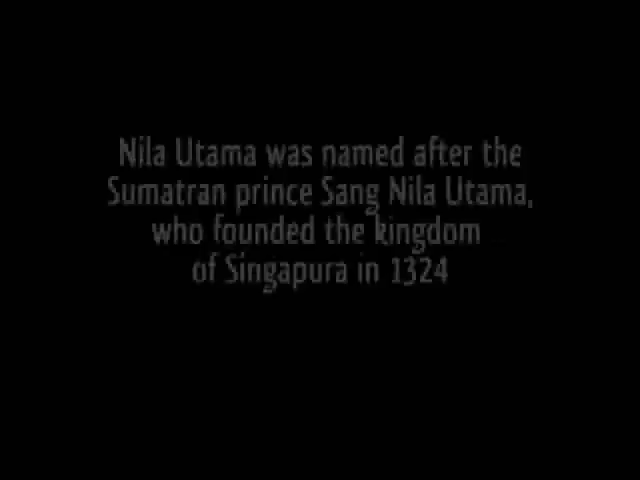 Nila Utama was named after the
Sumatran prince Sang Nila Utama,
who founded the kingdom
of Singapura in 1324